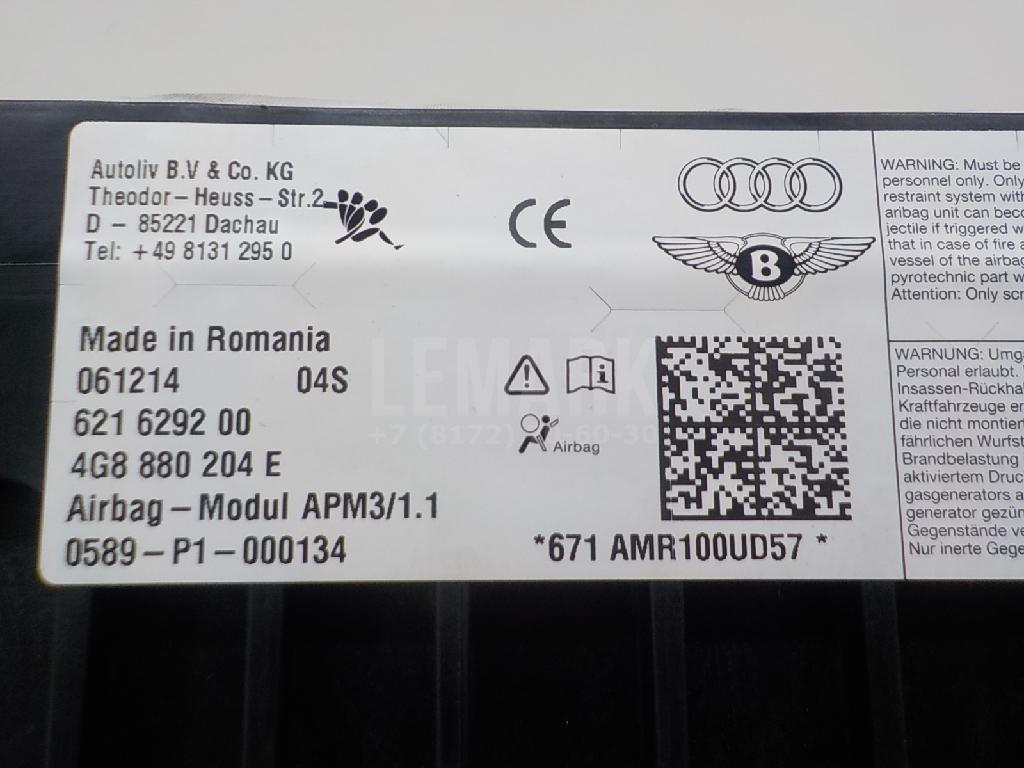 Autoliv B.V & Co. KG
Theodor-Heuss-Str.2
D - 85221 Dachau
Tel: +49 8131 295 0
CE
B
Made in Romania
061214 04S
621 6292 00
4G8 880 204 E
Airbag-Modul APM3/1.1
0589-P1-000134
Airbag
*671 AMR100UD57 *
LEMARK
WARNING: Must be
personnel only. Only
restraint system with
aribag unit can beco
jectile if triggered w
that in case of fire a
vessel of the airbag
pyrotechnic part w
Attention: Only scr
WARNUNG: Umga
Personal erlaubt.
Insassen-Rückha
Kraftfahrzeuge er
die nicht montier
fährlichen Wurfst
Brandbelastung
aktiviertem Druc
gasgenerators a
generator gezün
Gegenstände ve
Nur inerte Gege